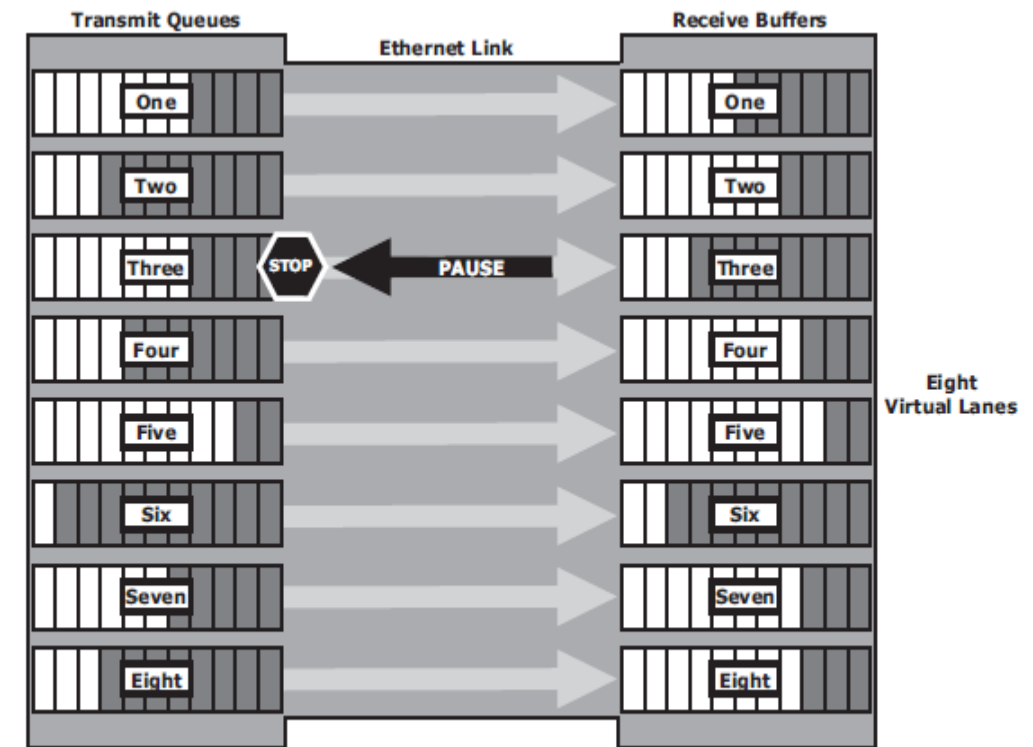 Transmit Queues
Receive Buffers
Ethernet Link
One
One
Two
Two
Three
STOP
PAUSE
Three
Four
Four
Eight
Virtual Lanes
Five
Five
Six
Six
Seven
Seven
Eight
Eight